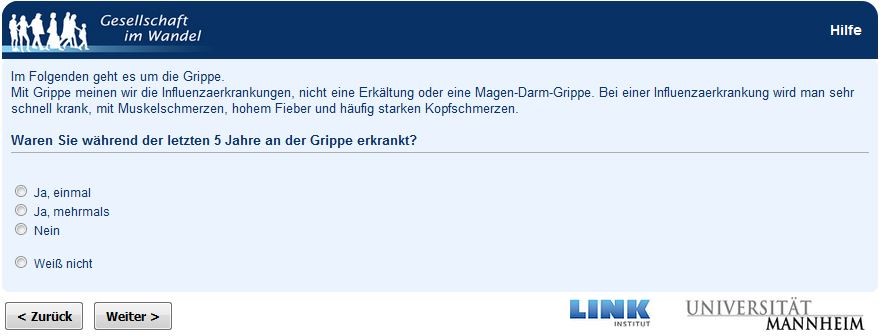 Gesellschaft
im Wandel
Hilfe
Im Folgenden geht es um die Grippe.
Mit Grippe meinen wir die Influenzaerkrankungen, nicht eine Erkältung oder eine Magen-Darm-Grippe. Bei einer Influenzaerkrankung wird man sehr
schnell krank, mit Muskelschmerzen, hohem Fieber und häufig starken Kopfschmerzen.
Waren Sie während der letzten 5 Jahre an der Grippe erkrankt?
Ja, einmal
Ja, mehrmals
Nein
Weiß nicht
< Zurück
Weiter >
LINK
INSTITUT
UNIVERSITÄT
MANNHEIM